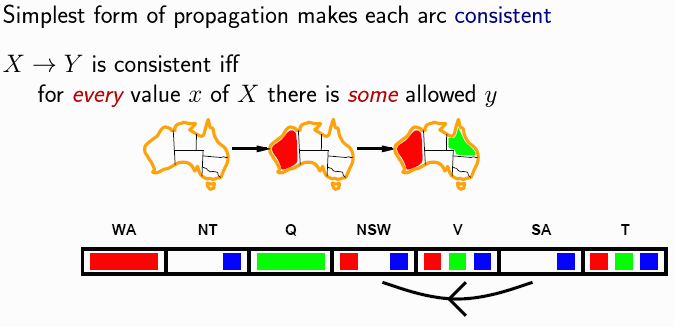 Simplest form of propagation makes each arc consistent
X → Y is consistent iff
for every value x of X there is some allowed y
WA NT Q NSW V SA T